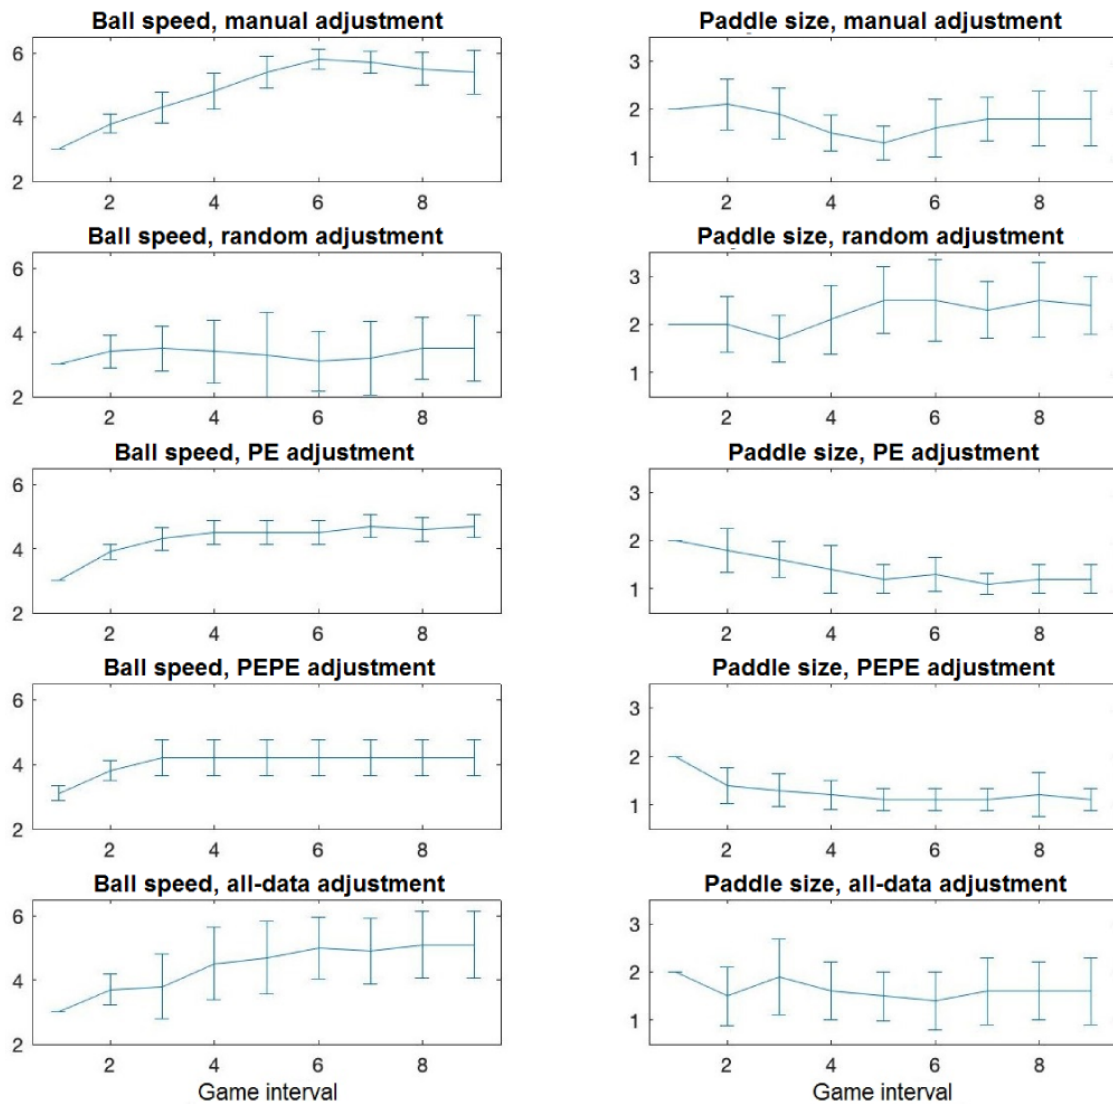 Ball speed, manual adjustment
Paddle size, manual adjustment
6
4
2
2 4 6 8
3
2
1
2 4 6 8
Ball speed, random adjustment
Paddle size, random adjustment
6
4
2
2 4 6 8
3
2
1
2 4 6 8
Ball speed, PE adjustment
Paddle size, PE adjustment
6
4
2
2 4 6 8
3
2
1
2 4 6 8
Ball speed, PEPE adjustment
Paddle size, PEPE adjustment
6
4
2
2 4 6 8
3
2
1
2 4 6 8
Ball speed, all-data adjustment
Paddle size, all-data adjustment
6
4
2
2 4 6 8
Game interval
3
2
1
2 4 6 8
Game interval